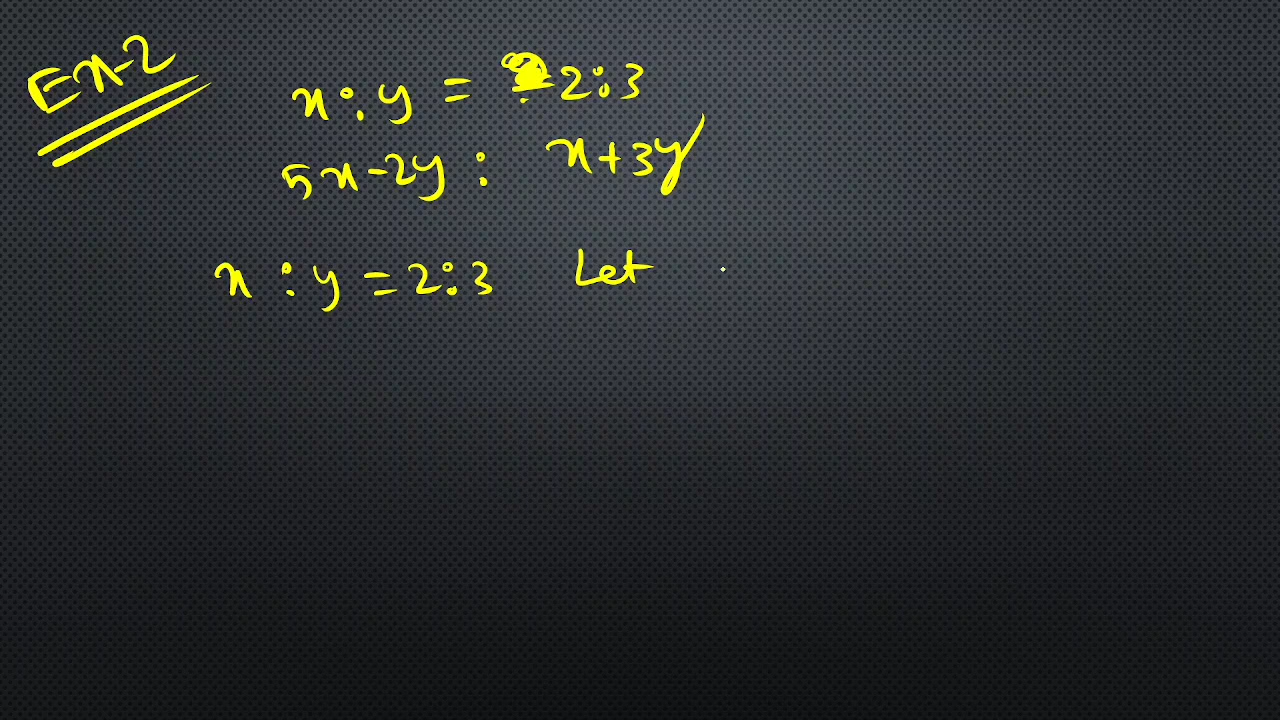 Ex-2
x : y = 2 : 3
5x - 2y : x + 3y
x : y = 2 : 3 Let